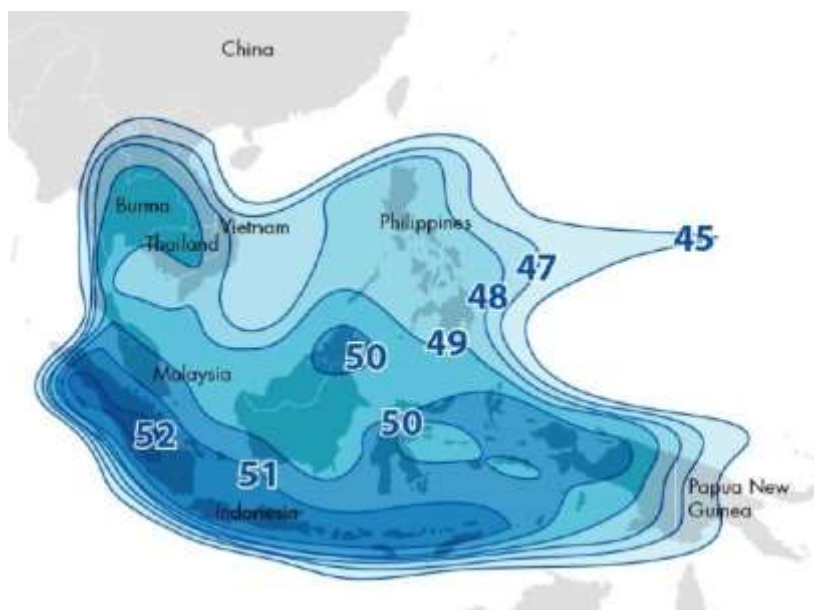 China
Burma
Vietnam
Philippines
Thailand
45
47
48
49
50
Malaysia
50
52
51
Papua New
Guinea
Indonesia